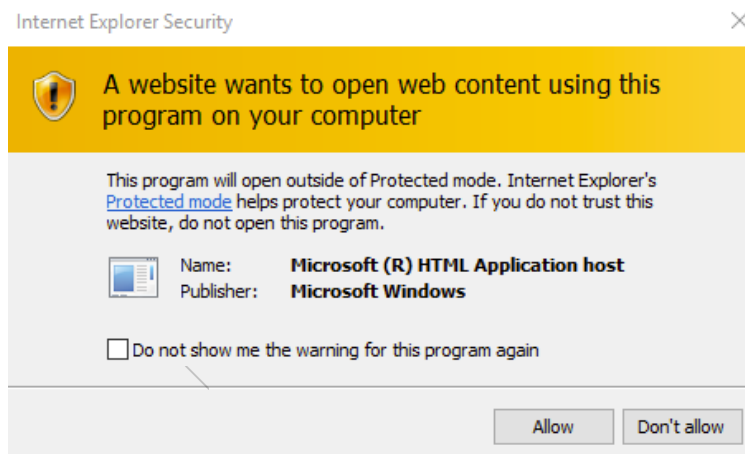 Internet Explorer Security
A website wants to open web content using this
program on your computer
This program will open outside of Protected mode. Internet Explorer's
Protected mode helps protect your computer. If you do not trust this
website, do not open this program.
Name: Microsoft (R) HTML Application host
Publisher: Microsoft Windows
Do not show me the warning for this program again
Allow Don't allow